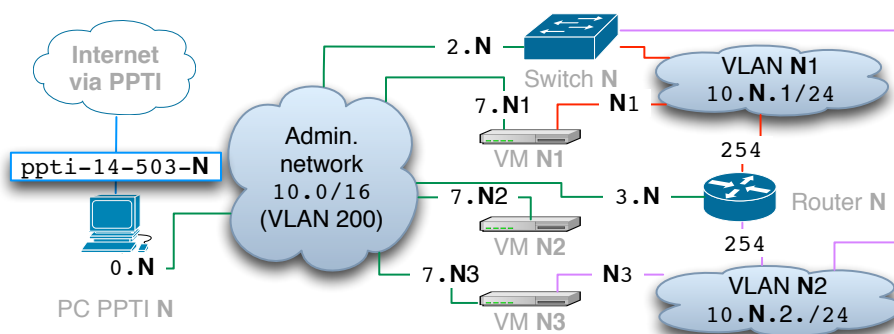 Internet
via PPTI
ppti-14-503-N
0.N
PC PPTI N
Admin.
network
10.0/16
(VLAN 200)
2.N
Switch N
7.N1
N1
VM N1
VLAN N1
10.N.1/24
254
3.N
Router N
254
7.N2
VM N2
7.N3
N3
VM N3
VLAN N2
10.N.2./24